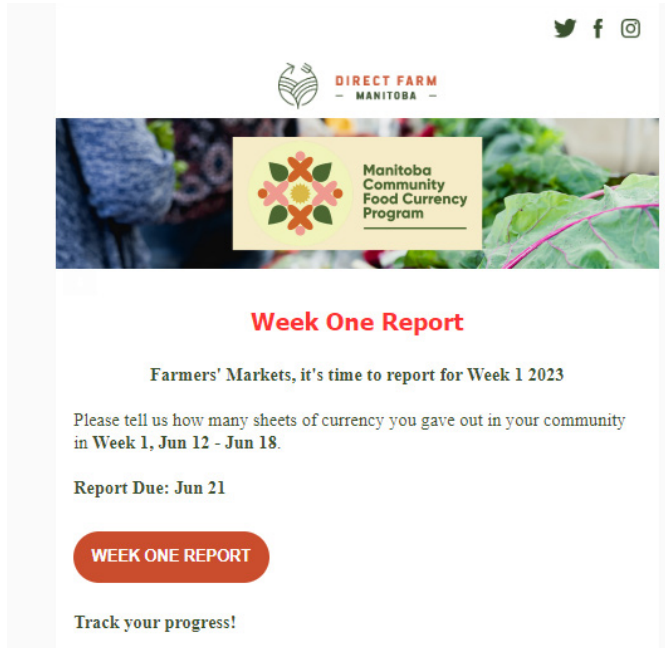 DIRECT FARM
– MANITOBA –
Manitoba
Community
Food Currency
Program
Week One Report
Farmers' Markets, it's time to report for Week 1 2023
Please tell us how many sheets of currency you gave out in your community
in Week 1, Jun 12 - Jun 18.
Report Due: Jun 21
WEEK ONE REPORT
Track your progress!